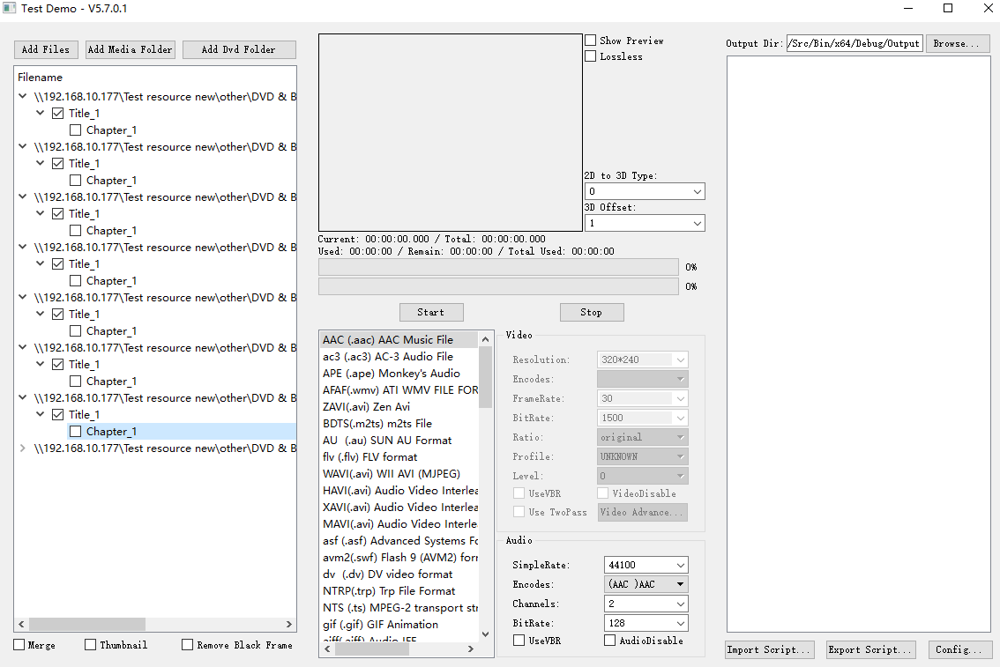 Test Demo - V5.7.0.1
Add Files
Add Media Folder
Add Dvd Folder
Filename
\\192.168.10.177\Test resource new\other\DVD & B
Title_1
Chapter_1
\\192.168.10.177\Test resource new\other\DVD & B
Title_1
Chapter_1
\\192.168.10.177\Test resource new\other\DVD & B
Title_1
Chapter_1
\\192.168.10.177\Test resource new\other\DVD & B
Title_1
Chapter_1
\\192.168.10.177\Test resource new\other\DVD & B
Title_1
Chapter_1
\\192.168.10.177\Test resource new\other\DVD & B
Title_1
Chapter_1
\\192.168.10.177\Test resource new\other\DVD & B
Title_1
Chapter_1
\\192.168.10.177\Test resource new\other\DVD & B
Merge
Thumbnail
Remove Black Frame
Show Preview
Lossless
2D to 3D Type:
0
3D Offset:
1
Current: 00:00:00.000 / Total: 00:00:00.000
Used: 00:00:00 / Remain: 00:00:00 / Total Used: 00:00:00
0%
0%
Start
Stop
AAC (.aac) AAC Music File
ac3 (.ac3) AC-3 Audio File
APE (.ape) Monkey's Audio
AFAF(.wmv) ATI WMV FILE FOR
ZAVI(.avi) Zen Avi
BDTS(.m2ts) m2ts File
AU (.au) SUN AU Format
flv (.flv) FLV format
WAVI(.avi) WII AVI (MJPEG)
HAVI(.avi) Audio Video Interlea
XAVI(.avi) Audio Video Interlea
MAVI(.avi) Audio Video Interle
asf (.asf) Advanced Systems Fo
avm2(.swf) Flash 9 (AVM2) forr
dv (.dv) DV video format
NTRP(.trp) Trp File Format
NTS (.ts) MPEG-2 transport str
gif (.gif) GIF Animation
aiff(.aiff) Audio IFF
Video
Resolution: 320*240
Encodes:
FrameRate: 30
BitRate: 1500
Ratio: original
Profile: UNKNOWN
Level: 0
UseVBR
VideoDisable
Use TwoPass
Video Advance...
Audio
SimpleRate: 44100
Encodes: (AAC )AAC
Channels: 2
BitRate: 128
UseVBR
AudioDisable
Output Dir: /Src/Bin/x64/Debug/Output
Browse...
Import Script...
Export Script...
Config...